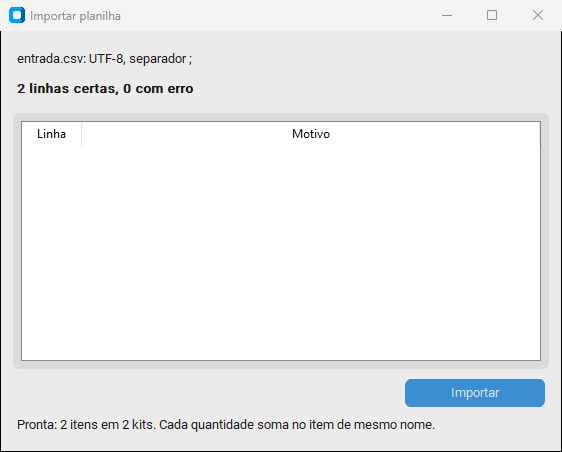 Importar planilha
entrada.csv: UTF-8, separador ;
2 linhas certas, 0 com erro
Linha Motivo
Importar
Pronta: 2 itens em 2 kits. Cada quantidade soma no item de mesmo nome.